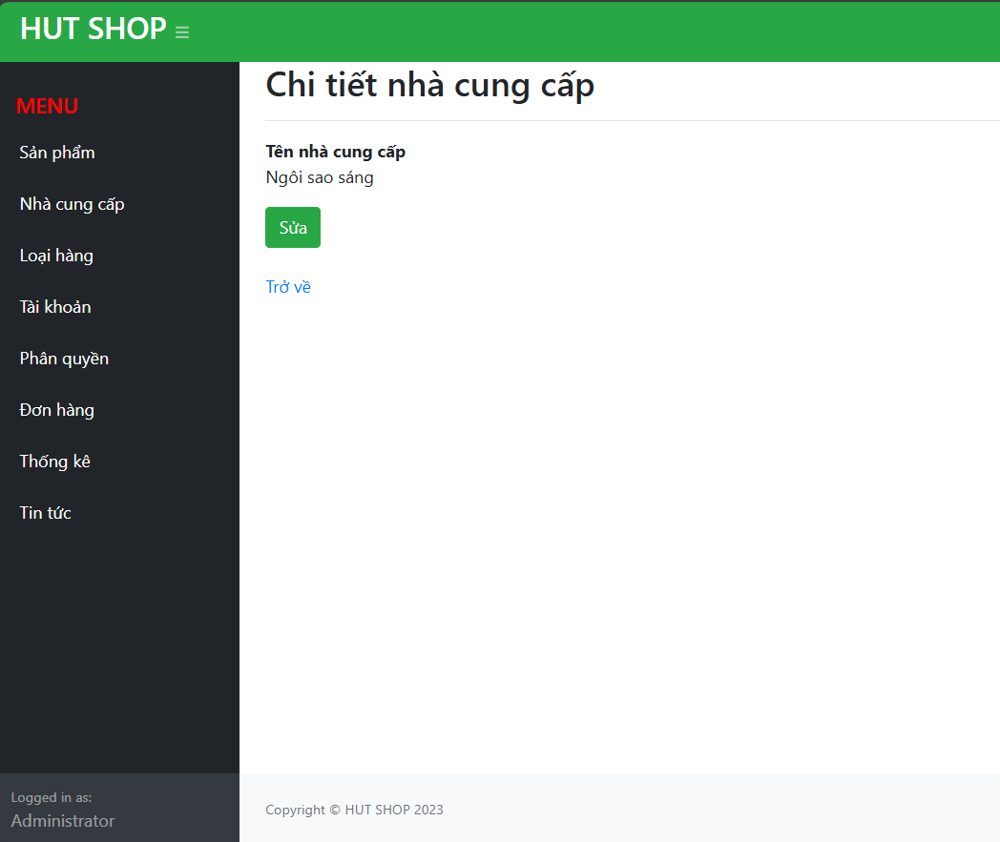 HUT SHOP
MENU
Sản phẩm
Nhà cung cấp
Loại hàng
Tài khoản
Phân quyền
Đơn hàng
Thống kê
Tin tức
Logged in as:
Administrator
Chi tiết nhà cung cấp
Tên nhà cung cấp
Ngôi sao sáng
Sửa
Trở về
Copyright © HUT SHOP 2023